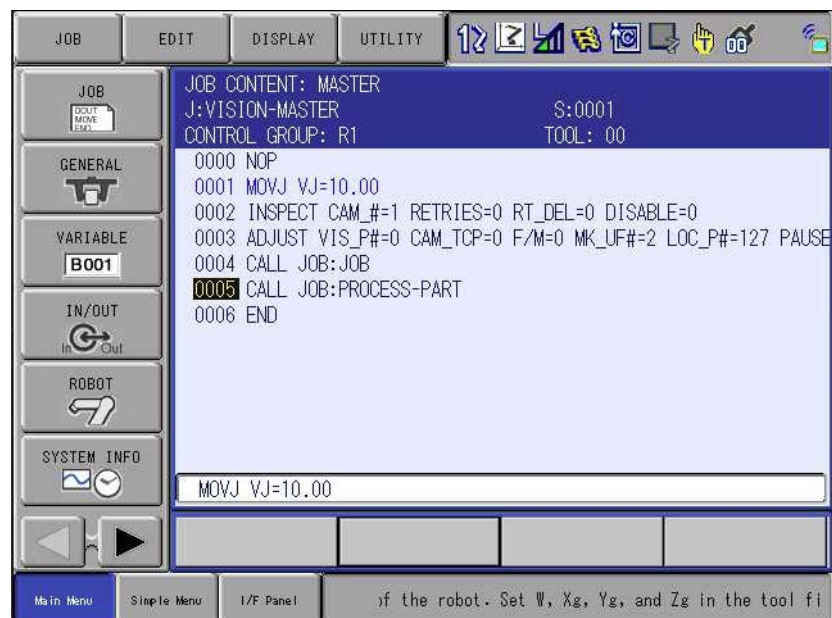 JOB EDIT DISPLAY UTILITY
JOB
DOUT
MOVE
END
GENERAL
VARIABLE
B001
IN/OUT
In Out
ROBOT
SYSTEM INFO
JOB CONTENT: MASTER
J:VISION-MASTER S:0001
CONTROL GROUP: R1 TOOL: 00
0000 NOP
0001 MOVJ VJ=10.00
0002 INSPECT CAM_#=1 RETRIES=0 RT_DEL=0 DISABLE=0
0003 ADJUST VIS_P#=0 CAM_TCP=0 F/M=0 MK_UF#=2 LOC_P#=127 PAUSE
0004 CALL JOB:JOB
0005 CALL JOB:PROCESS-PART
0006 END
MOVJ VJ=10.00
Main Menu Simple Menu I/F Panel of the robot. Set W, Xg, Yg, and Zg in the tool fi